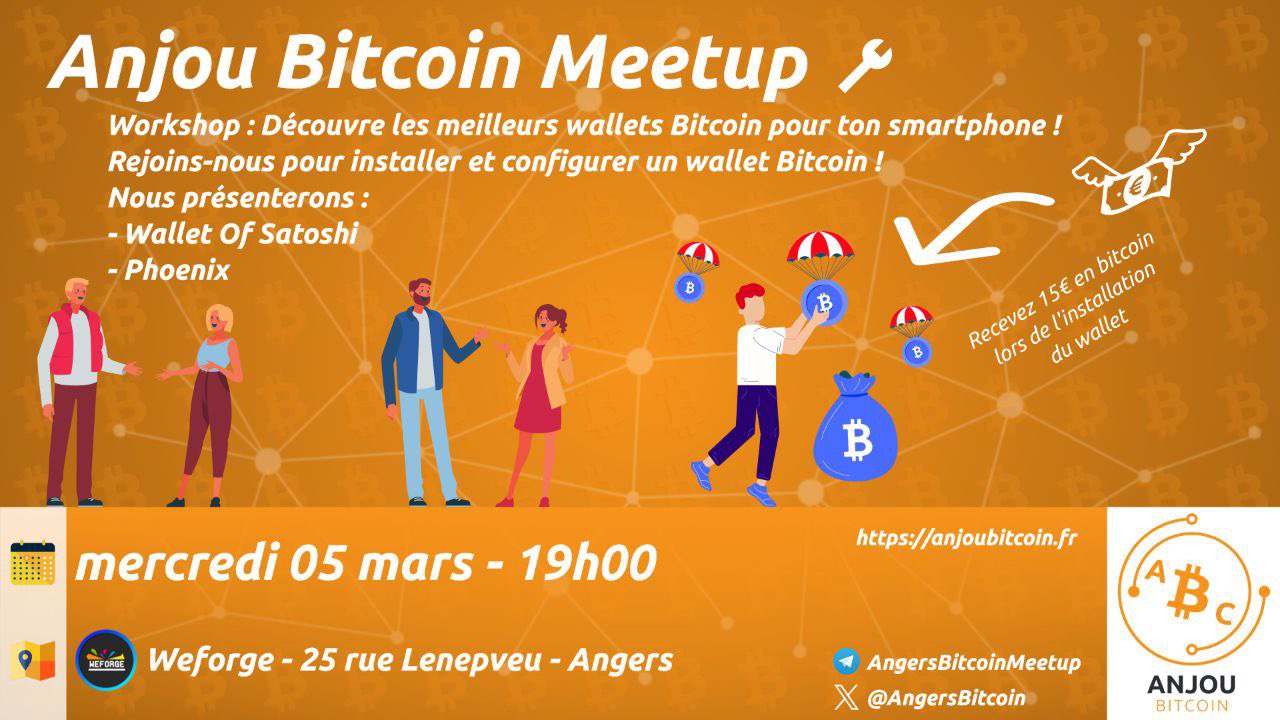 Anjou Bitcoin Meetup
Workshop : Découvre les meilleurs wallets Bitcoin pour ton smartphone !
Rejoins-nous pour installer et configurer un wallet Bitcoin !
Nous présenterons :
- Wallet Of Satoshi
- Phoenix
Recevez 15€ en bitcoin
lors de l'installation
du wallet
mercredi 05 mars - 19h00
https://anjoubitcoin.fr
WEFORGE
Weforge - 25 rue Lenepveu - Angers
AngersBitcoinMeetup
@AngersBitcoin
A ₿ C
ANJOU
BITCOIN